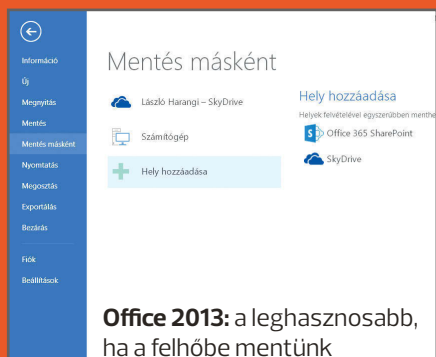 Információ
Új
Megnyitás
Mentés
Mentés másként
Nyomtatás
Megosztás
Exportálás
Bezárás
Fiók
Beállítások
Mentés másként
László Harangi – SkyDrive
Számítógép
Hely hozzáadása
Hely hozzáadása
Helyek felvételével egyszerűbben menthe
Office 365 SharePoint
SkyDrive
Office 2013: a leghasznosabb,
ha a felhőbe mentünk